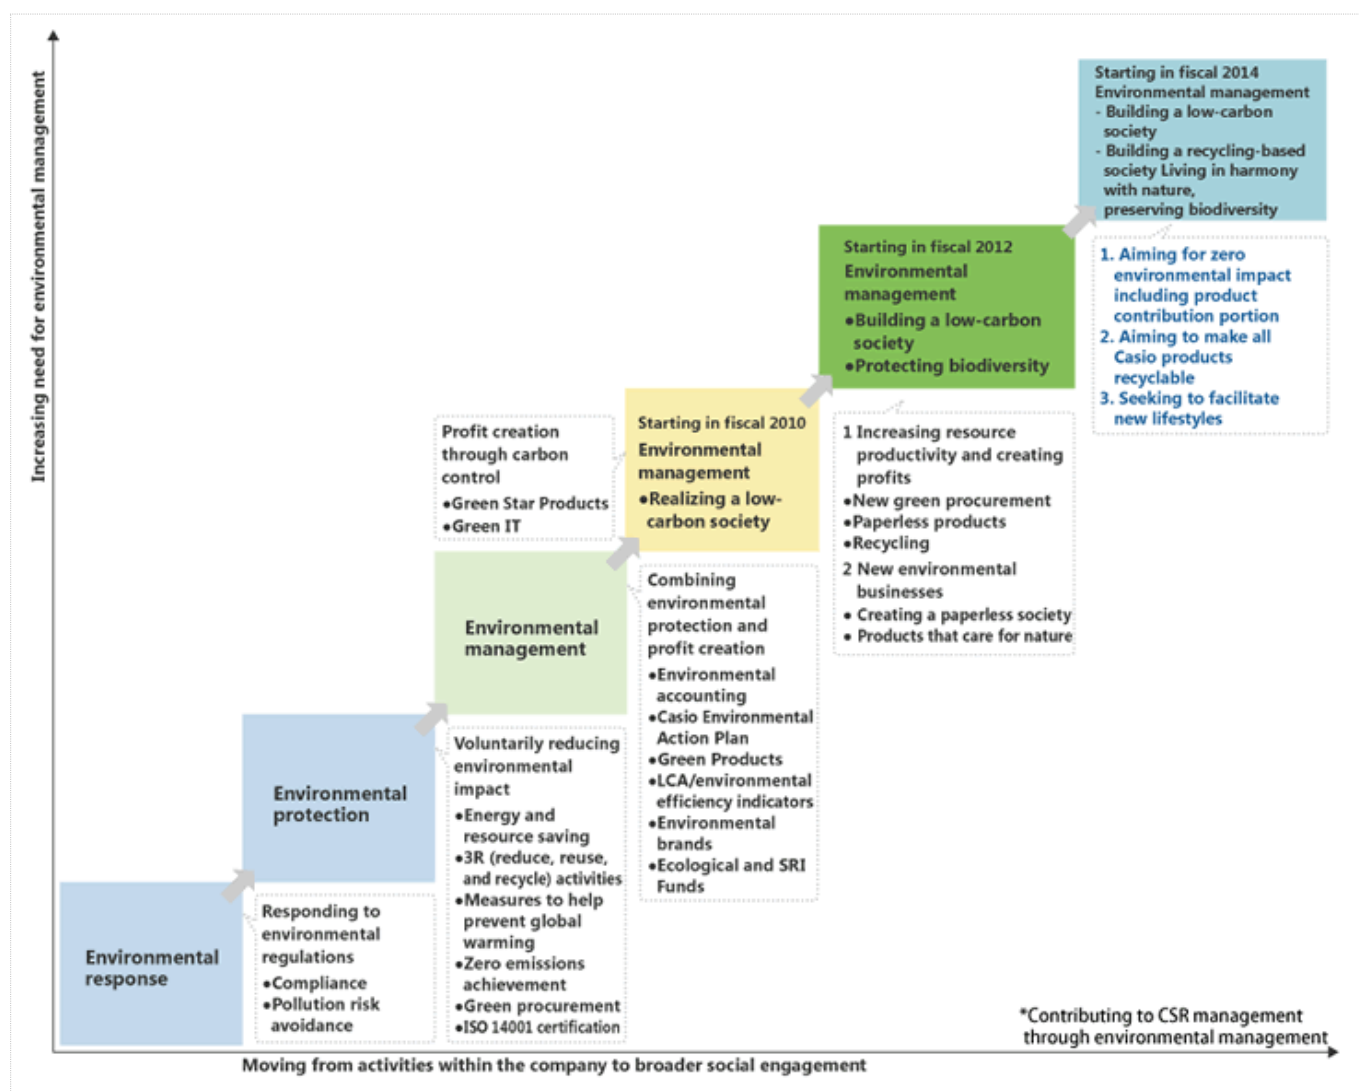 Increasing need for environmental management
Starting in fiscal 2014
Environmental management
- Building a low-carbon
society
- Building a recycling-based
society Living in harmony
with nature,
preserving biodiversity
1. Aiming for zero
environmental impact
including product
contribution portion
2. Aiming to make all
Casio products
recyclable
3. Seeking to facilitate
new lifestyles
Starting in fiscal 2012
Environmental
management
●Building a low-carbon
society
●Protecting biodiversity
1 Increasing resource
productivity and creating
profits
●New green procurement
●Paperless products
●Recycling
2 New environmental
businesses
● Creating a paperless society
● Products that care for nature
Starting in fiscal 2010
Environmental
management
●Realizing a low-
carbon society
Profit creation
through carbon
control
●Green Star Products
●Green IT
Environmental
management
Combining
environmental
protection and
profit creation
●Environmental
accounting
●Casio Environmental
Action Plan
●Green Products
●LCA/environmental
efficiency indicators
●Environmental
brands
●Ecological and SRI
Funds
Environmental
protection
Voluntarily reducing
environmental
impact
●Energy and
resource saving
●3R (reduce, reuse,
and recycle) activities
●Measures to help
prevent global
warming
●Zero emissions
achievement
●Green procurement
●ISO 14001 certification
Environmental
response
Responding to
environmental
regulations
●Compliance
●Pollution risk
avoidance
*Contributing to CSR management
through environmental management
Moving from activities within the company to broader social engagement